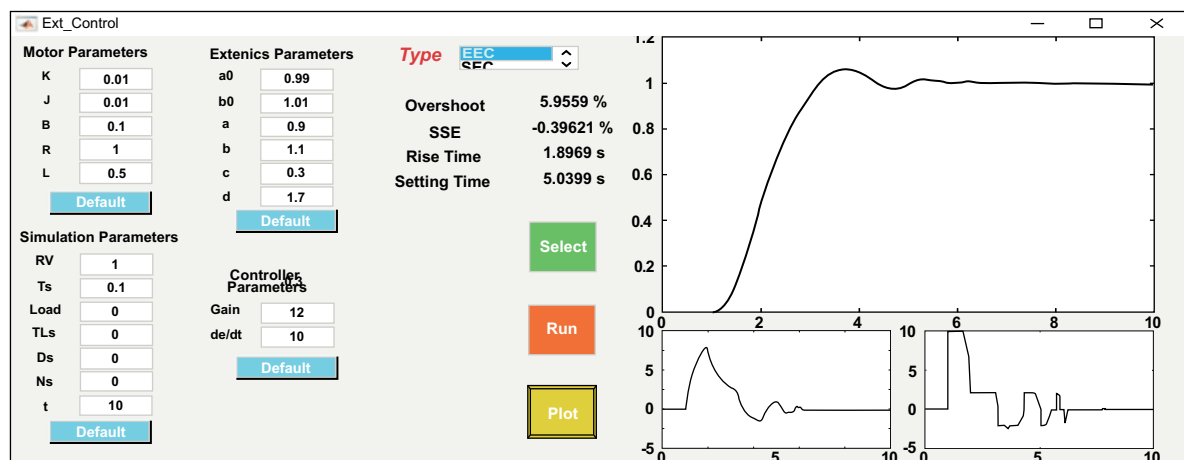 Ext_Control
Motor Parameters
K 0.01
J 0.01
B 0.1
R 1
L 0.5
Default
Simulation Parameters
RV 1
Ts 0.1
Load 0
TLs 0
Ds 0
Ns 0
t 10
Default
Extenics Parameters
a0 0.99
b0 1.01
a 0.9
b 1.1
c 0.3
d 1.7
Default
Controller
Parameters
Gain 12
de/dt 10
Default
Type EEC
SEC
Overshoot 5.9559 %
SSE -0.39621 %
Rise Time 1.8969 s
Setting Time 5.0399 s
Select
Run
Plot
1.2
1
0.8
0.6
0.4
0.2
0
0 2 4 6 8 10
10
5
0
-5
0 5 10
10
5
0
-5
0 5 10